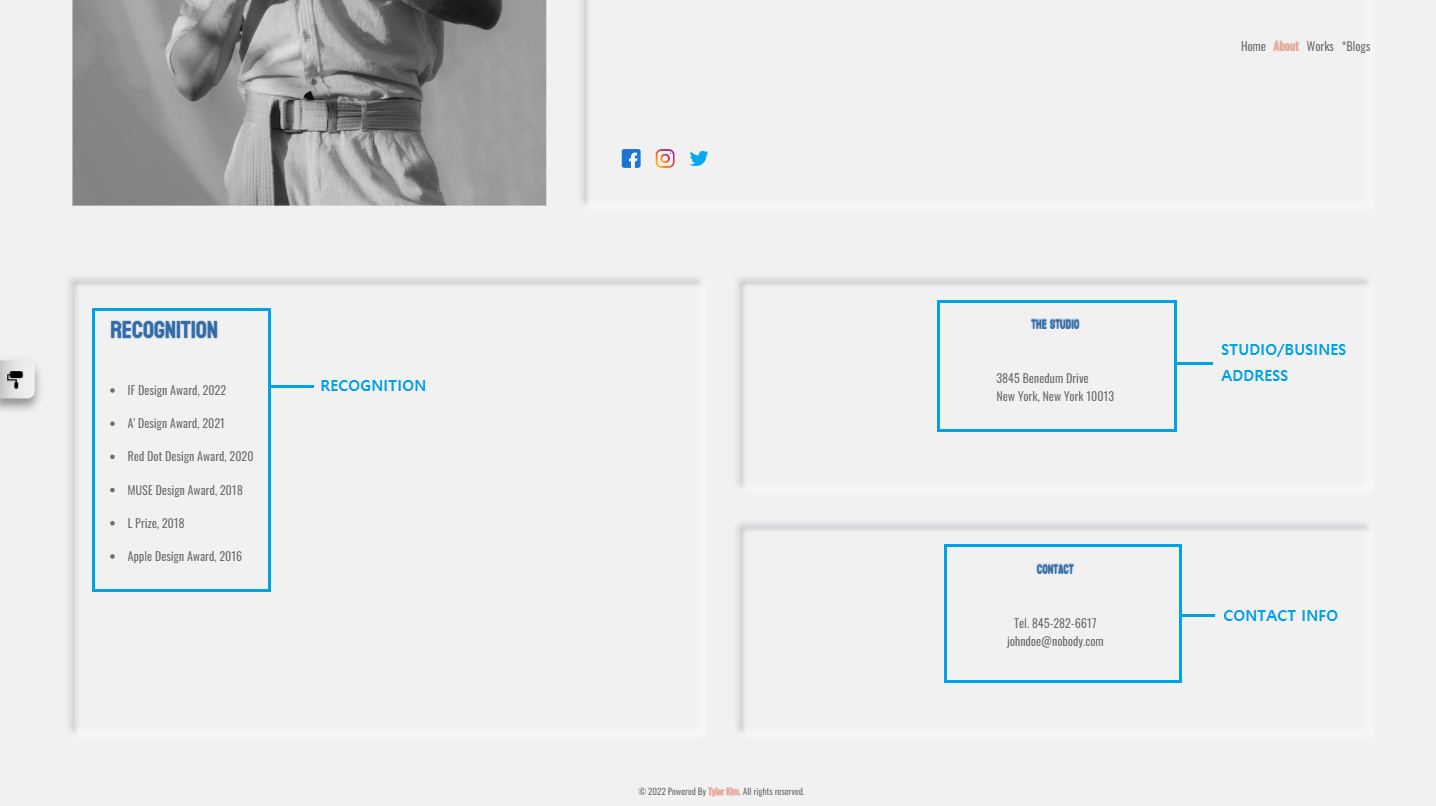 Home About Works *Blogs
RECOGNITION
IF Design Award, 2022
A' Design Award, 2021
Red Dot Design Award, 2020
MUSE Design Award, 2018
L Prize, 2018
Apple Design Award, 2016
RECOGNITION
THE STUDIO
3845 Benedum Drive
New York, New York 10013
STUDIO/BUSINES
ADDRESS
CONTACT
Tel. 845-282-6617
johndoe@nobody.com
CONTACT INFO
© 2022 Powered By Tyler Kim. All rights reserved.